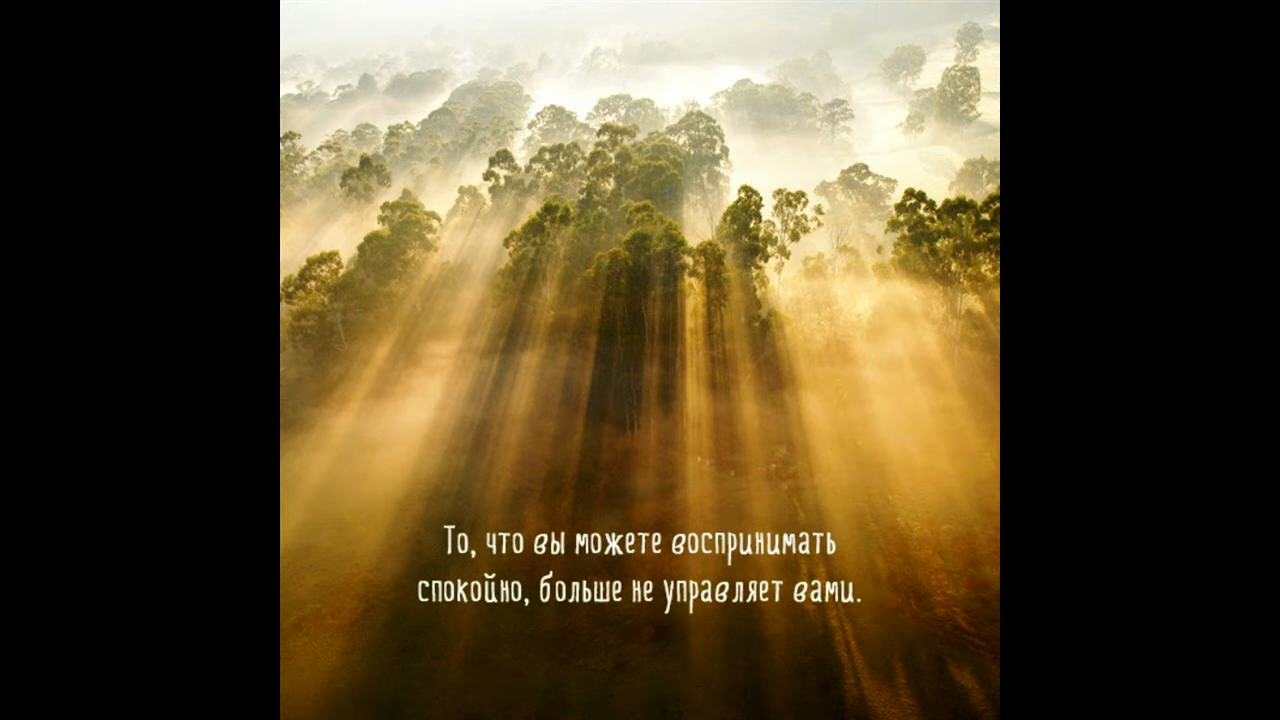 То, что вы можете воспринимать
спокойно, больше не управляет вами.